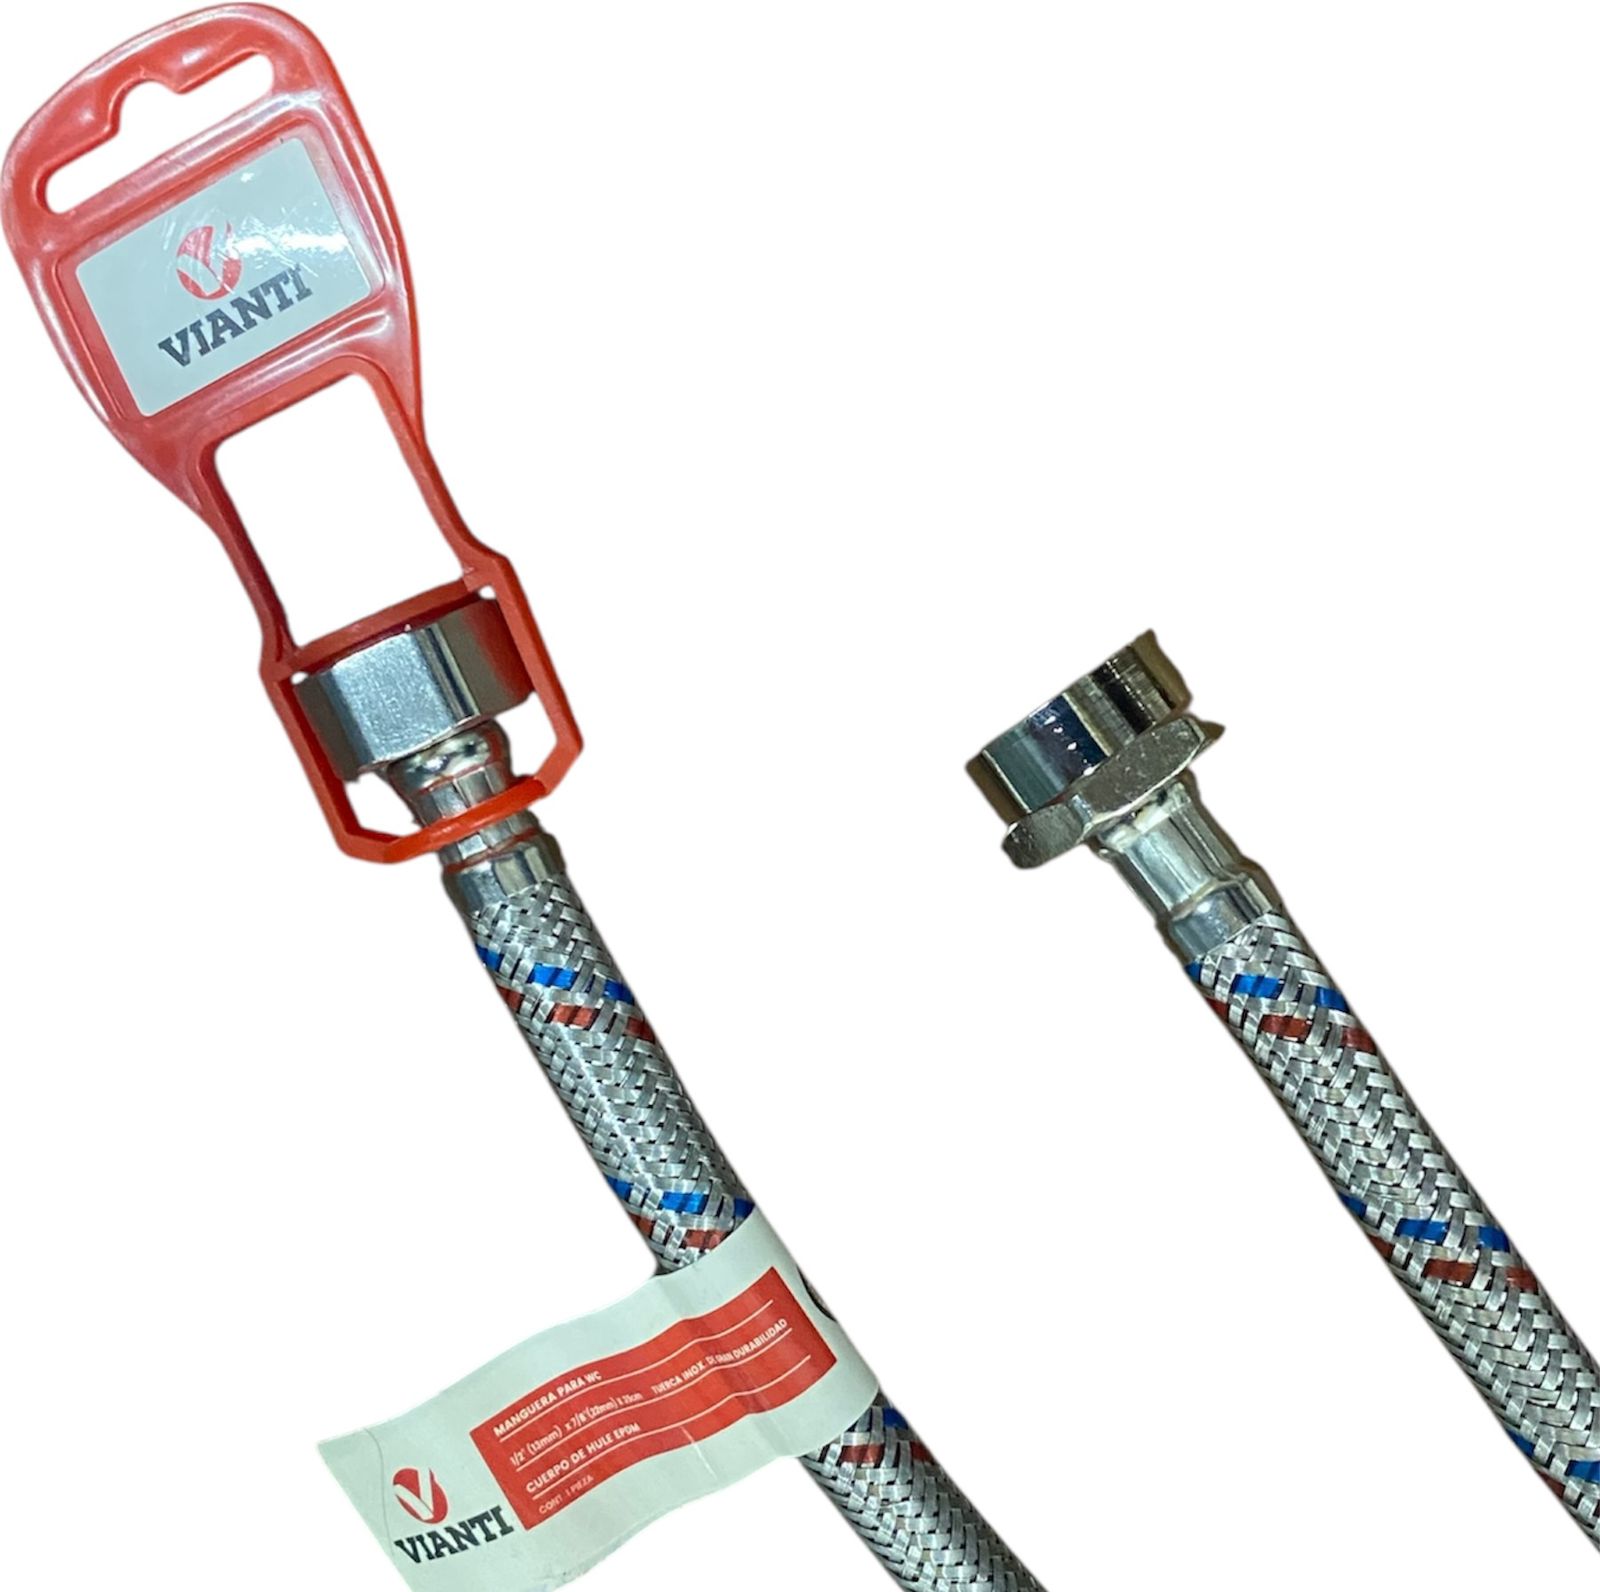 VIANTI
MANGUERA PARA WC
1/2" (13mm) x 7/8"(22mm) x 35cm TUERCA INOX. DE GRAN DURABILIDAD
CUERPO DE HULE EPDM
CONT. 1 PIEZA
VIANTI